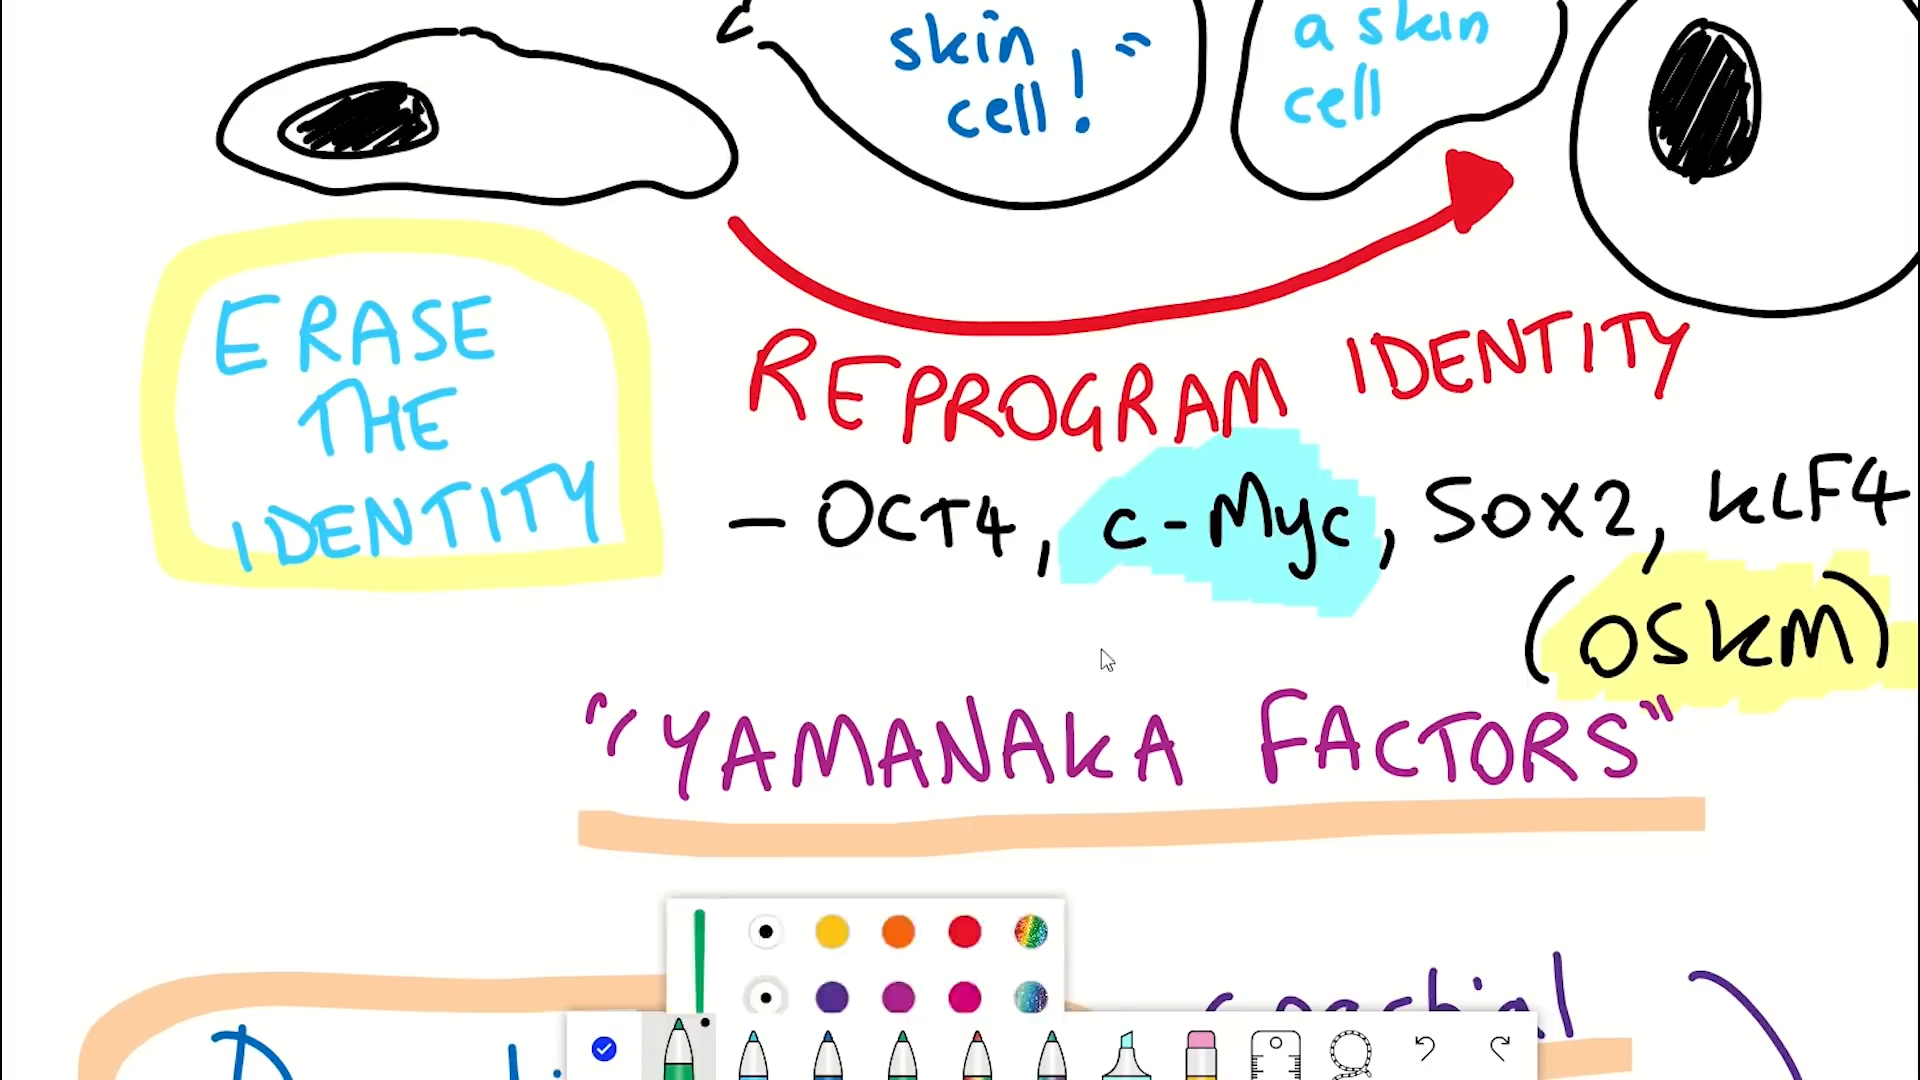 skin
cell!"
a skin
cell
ERASE
THE
IDENTITY
REPROGRAM IDENTITY
- OCT4, c-Myc, SOX2, KLF4
(OSKM)
"YAMANAKA FACTORS"